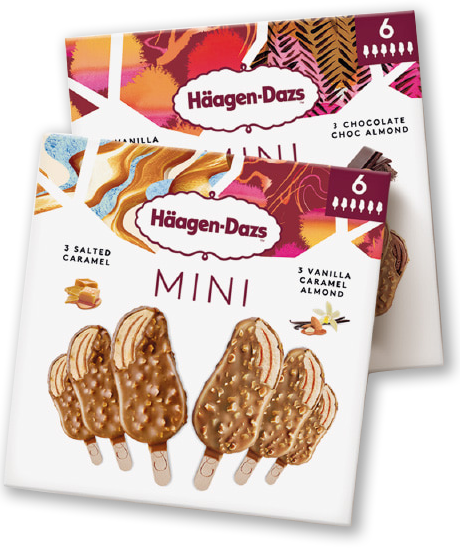 6
Häagen-Dazs
VANILLA
3 CHOCOLATE
CHOC ALMOND
MINI
6
Häagen-Dazs
3 SALTED
CARAMEL
MINI
3 VANILLA
CARAMEL
ALMOND